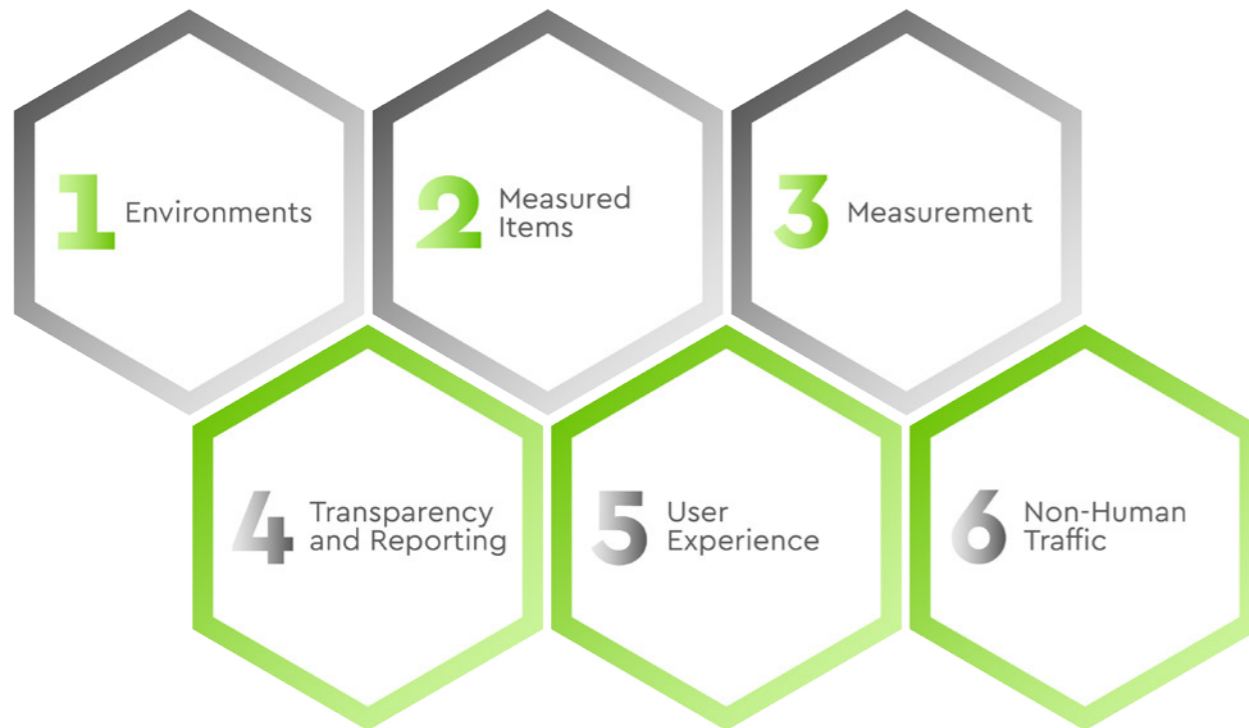 1 Environments
2 Measured
Items
3 Measurement
4 Transparency
and Reporting
5 User
Experience
6 Non-Human
Traffic